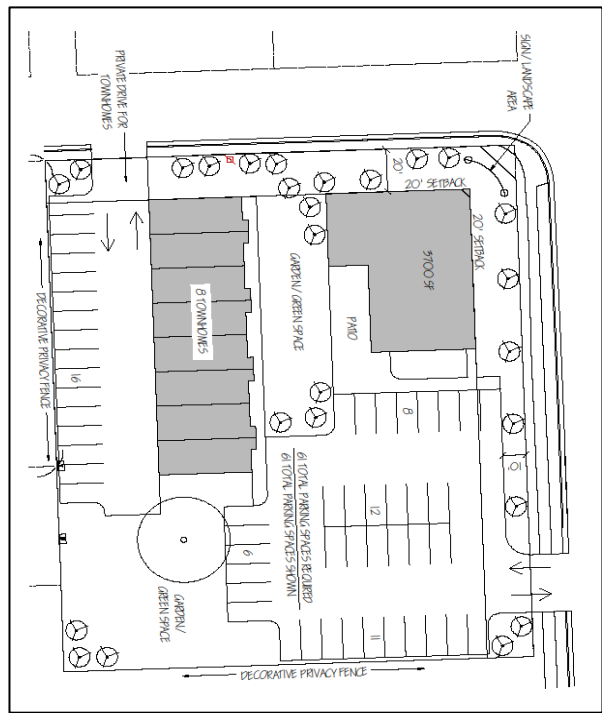 SIGN / LANDSCAPE
AREA
PRIVATE DRIVE FOR
TOWNHOMES
20'
20' SETBACK
20' SETBACK
3700 SF
8 TOWNHOMES
GARDEN / GREEN SPACE
PATIO
DECORATIVE PRIVACY FENCE
16
8
10'
61 TOTAL PARKING SPACES REQUIRED
61 TOTAL PARKING SPACES SHOWN
12
6
11
GARDEN /
GREEN SPACE
DECORATIVE PRIVACY FENCE